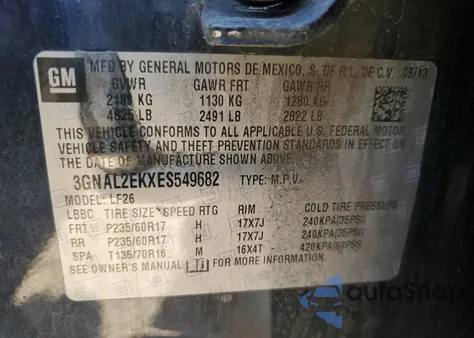 GM
MFD BY GENERAL MOTORS DE MEXICO, S. DE R.L. DE C.V. 09/13
GVWR GAWR FRT GAWR RR
2189 KG 1130 KG 1280 KG
4825 LB 2491 LB 2822 LB
THIS VEHICLE CONFORMS TO ALL APPLICABLE U.S. FEDERAL MOTOR
VEHICLE SAFETY AND THEFT PREVENTION STANDARDS IN EFFECT ON
THE DATE OF MANUFACTURE SHOWN ABOVE.
3GNAL2EKXES549682 TYPE: M.P.V.
MODEL: LF26
LBBC TIRE SIZE SPEED RTG RIM COLD TIRE PRESSURE
FRT P235/60R17 H 17X7J 240KPA(35PSI)
RR P235/60R17 H 17X7J 240KPA(35PSI)
SPA T135/70R16 M 16X4T 420KPA(60PSI)
SEE OWNER'S MANUAL FOR MORE INFORMATION.
autoSnap